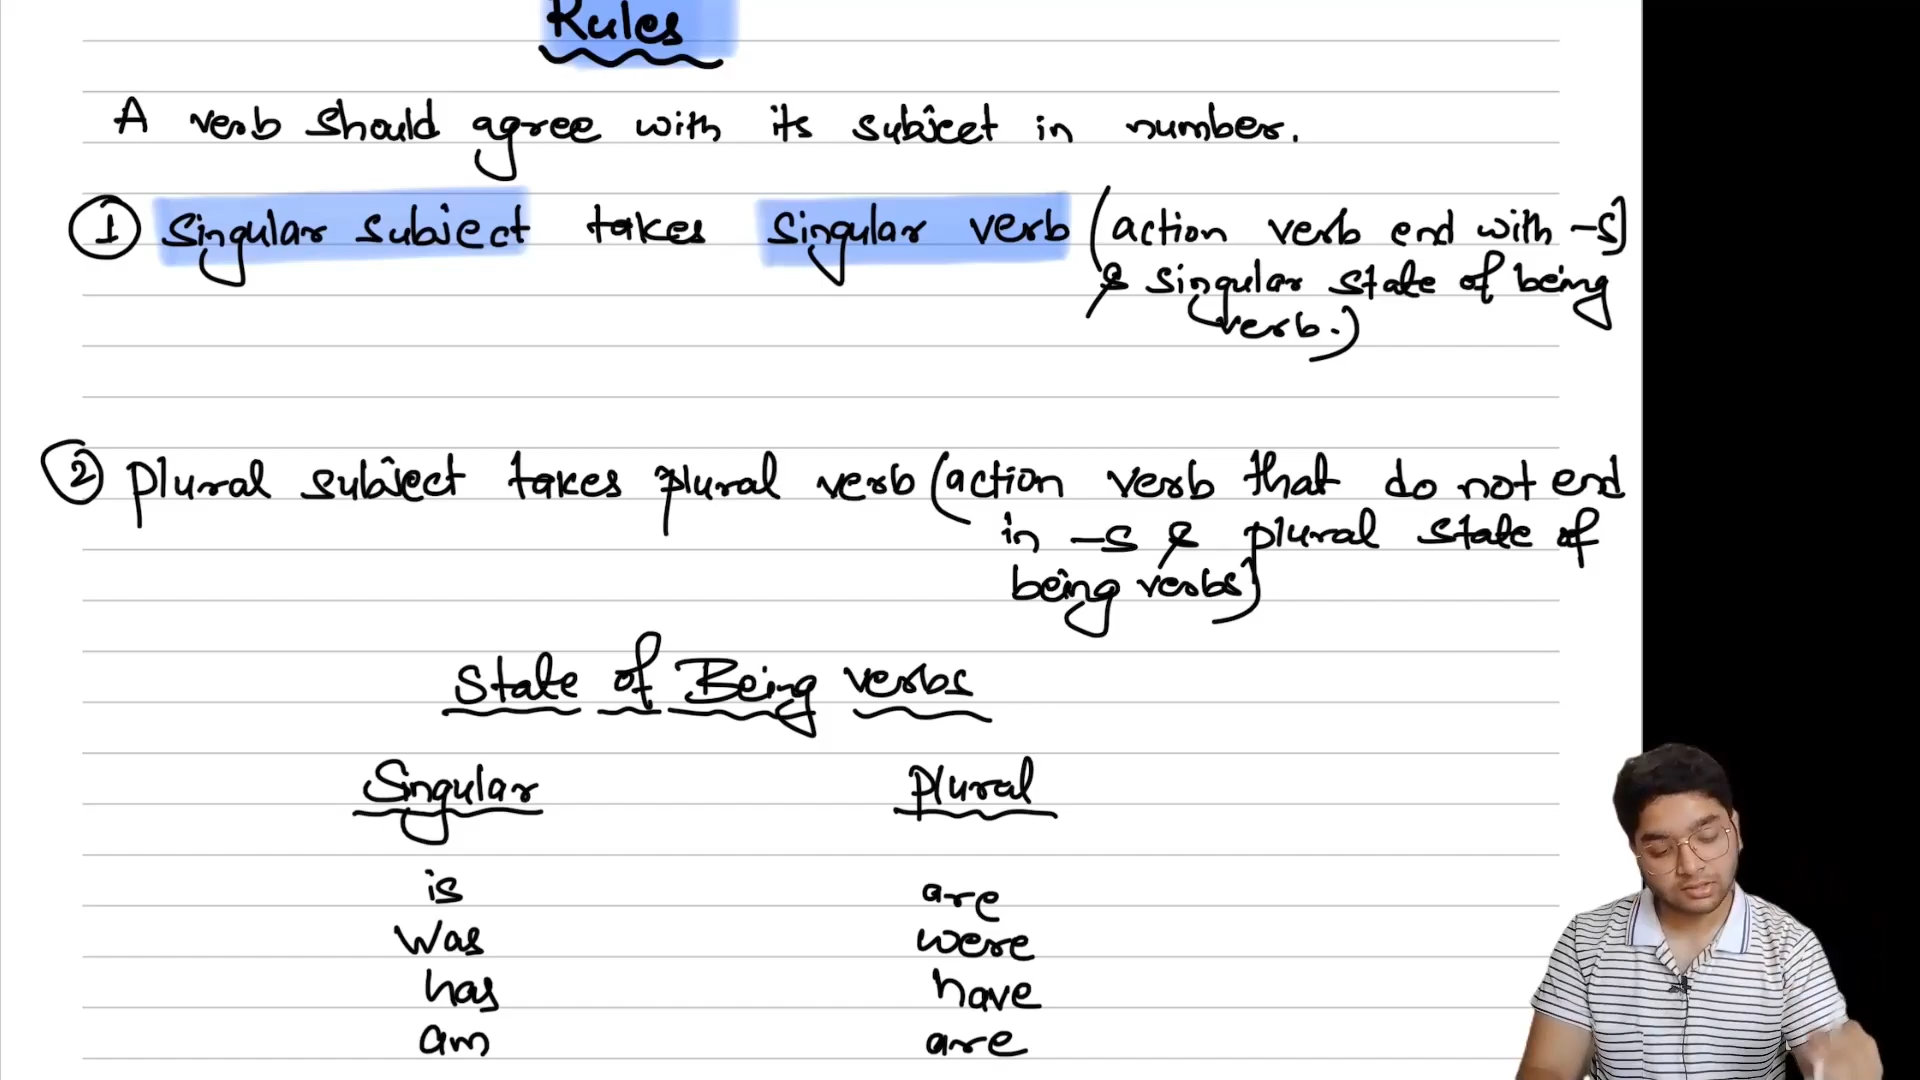 Rules
A verb should agree with its subject in number.
① Singular subject takes singular verb (action verb end with -s)
& singular state of being
verb.)
② plural subject takes plural verb (action verb that do not end
in -s & plural state of
being verbs)
State of Being verbs
Singular Plural
is are
was were
has have
am are